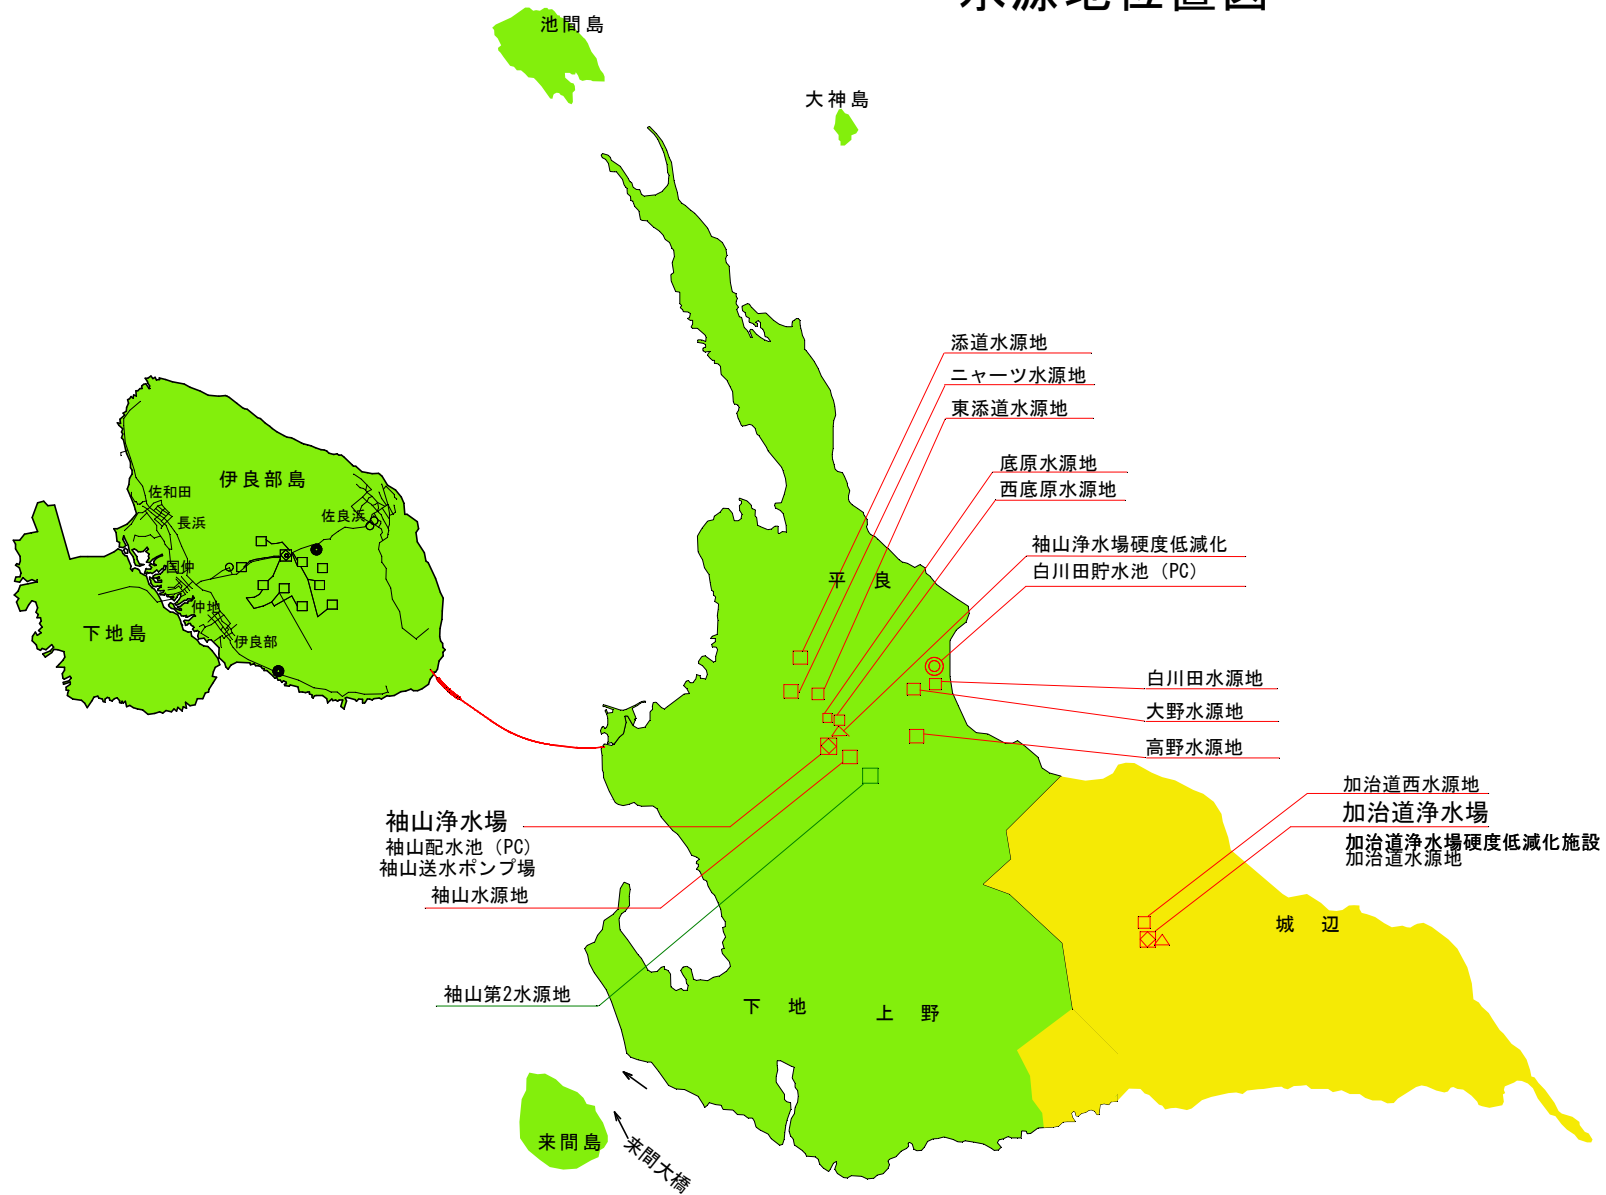 水源地位置図
池間島
大神島
添道水源地
ニャーツ水源地
東添道水源地
底原水源地
西底原水源地
伊良部島
佐和田
長浜
佐良浜
袖山浄水場硬度低減化
白川田貯水池（PC）
国仲
平　良
仲地
下地島
伊良部
白川田水源地
大野水源地
高野水源地
加治道西水源地
加治道浄水場
加治道浄水場硬度低減化施設
加治道水源地
袖山浄水場
袖山配水池（PC）
袖山送水ポンプ場
袖山水源地
城　辺
袖山第2水源地
下　地
上　野
来間島
来間大橋